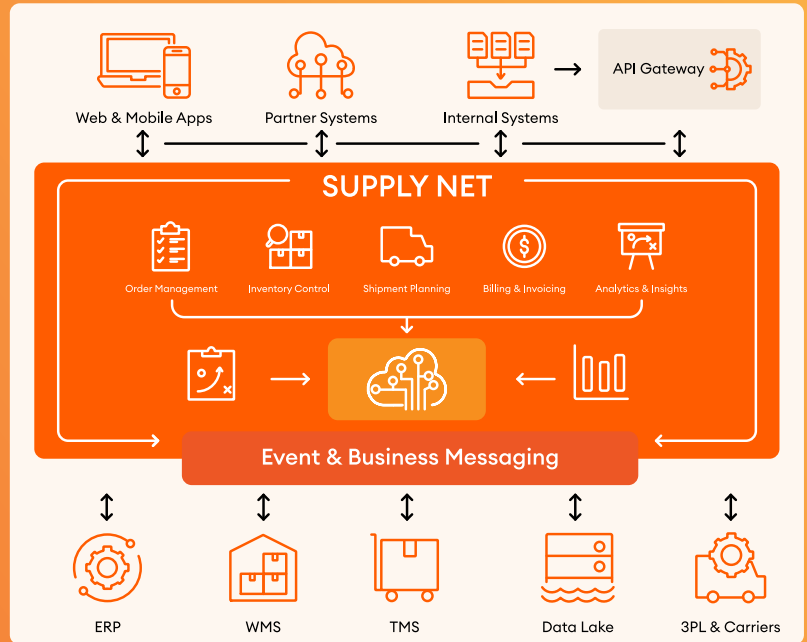 API Gateway
Web & Mobile Apps
Partner Systems
Internal Systems
SUPPLY NET
Order Management
Inventory Control
Shipment Planning
Billing & Invoicing
Analytics & Insights
Event & Business Messaging
ERP
WMS
TMS
Data Lake
3PL & Carriers